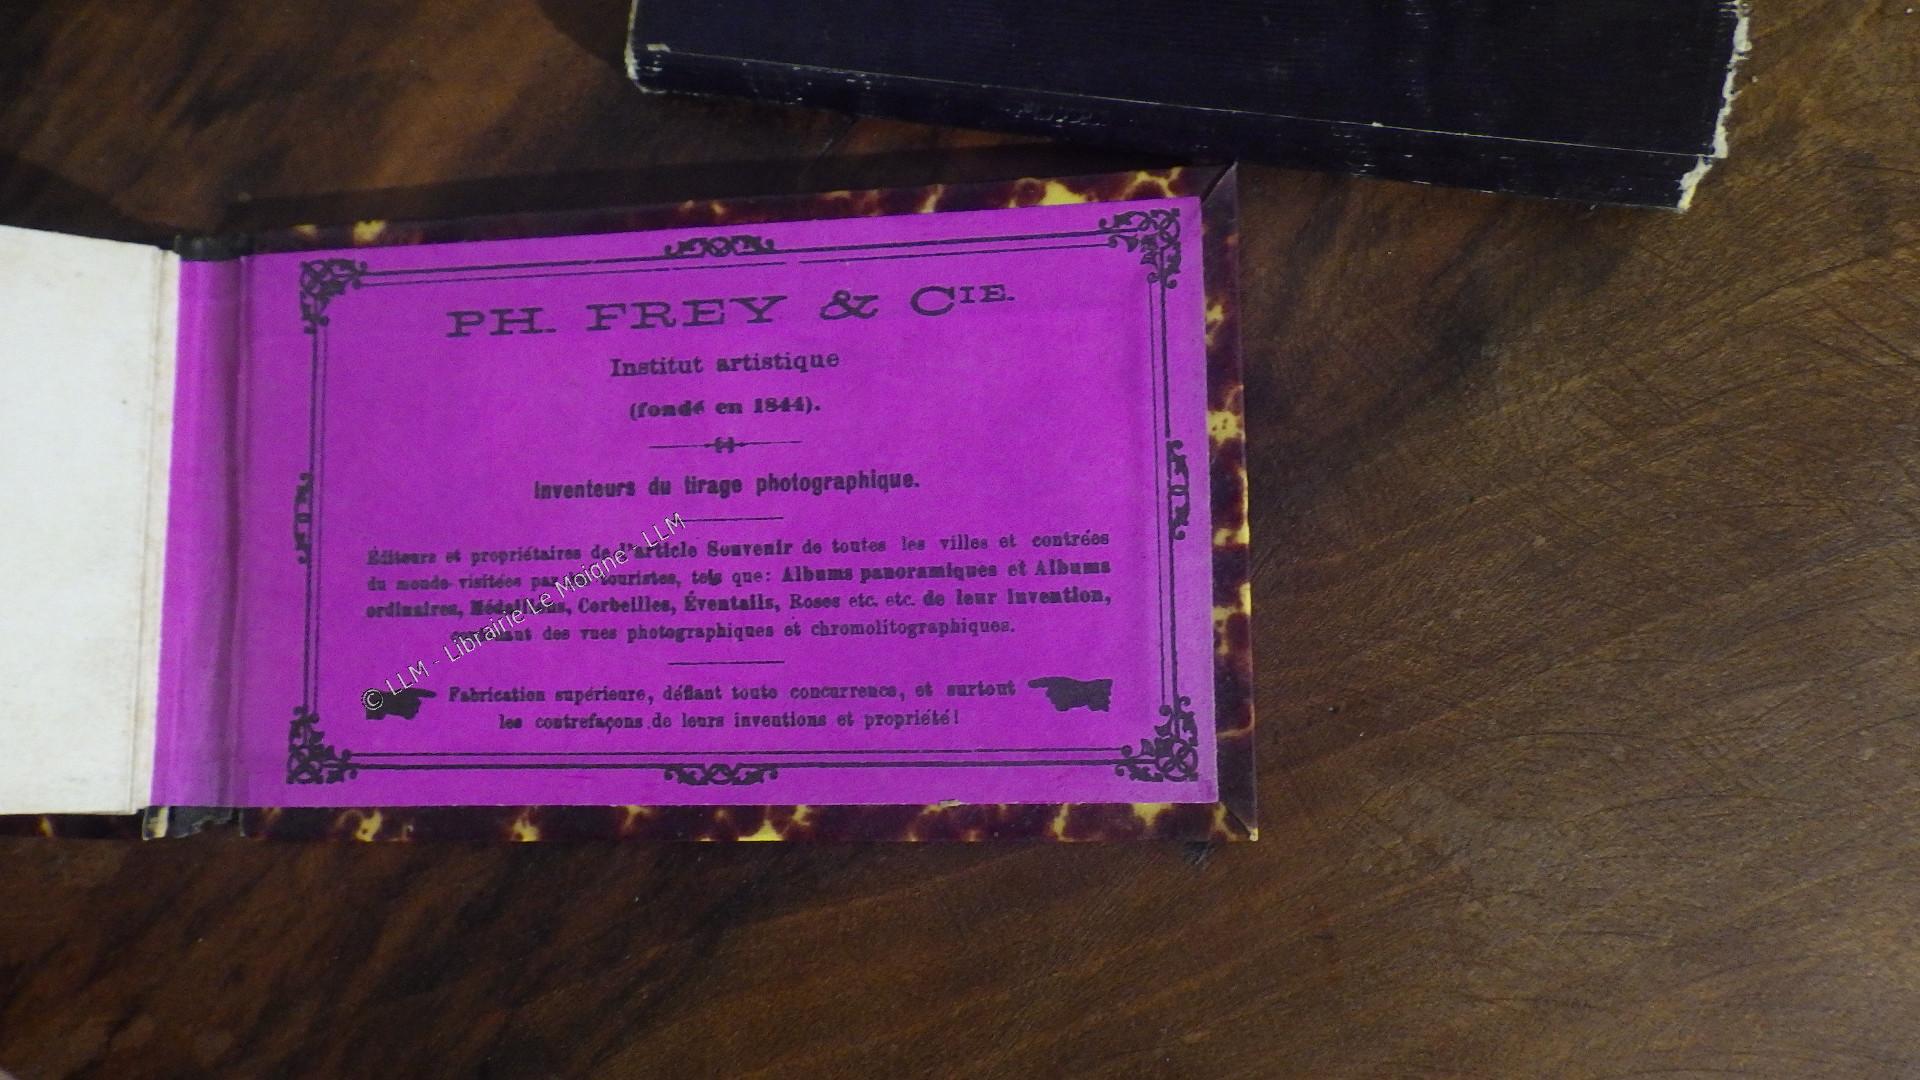 PH. FREY & CIE.
Institut artistique
(fondé en 1844).
Inventeurs du tirage photographique.
Éditeurs et propriétaires de l'article Souvenir de toutes les villes et contrées
du monde visitées par les touristes, tels que: Albums panoramiques et Albums
ordinaires, Médaillons, Corbeilles, Éventails, Roses etc. etc. de leur invention,
des vues photographiques et chromolitographiques.
Fabrication supérieure, défiant toute concurrence, et surtout
les contrefaçons de leurs inventions et propriété!
© LLM - Librairie Le Moigne - LLM